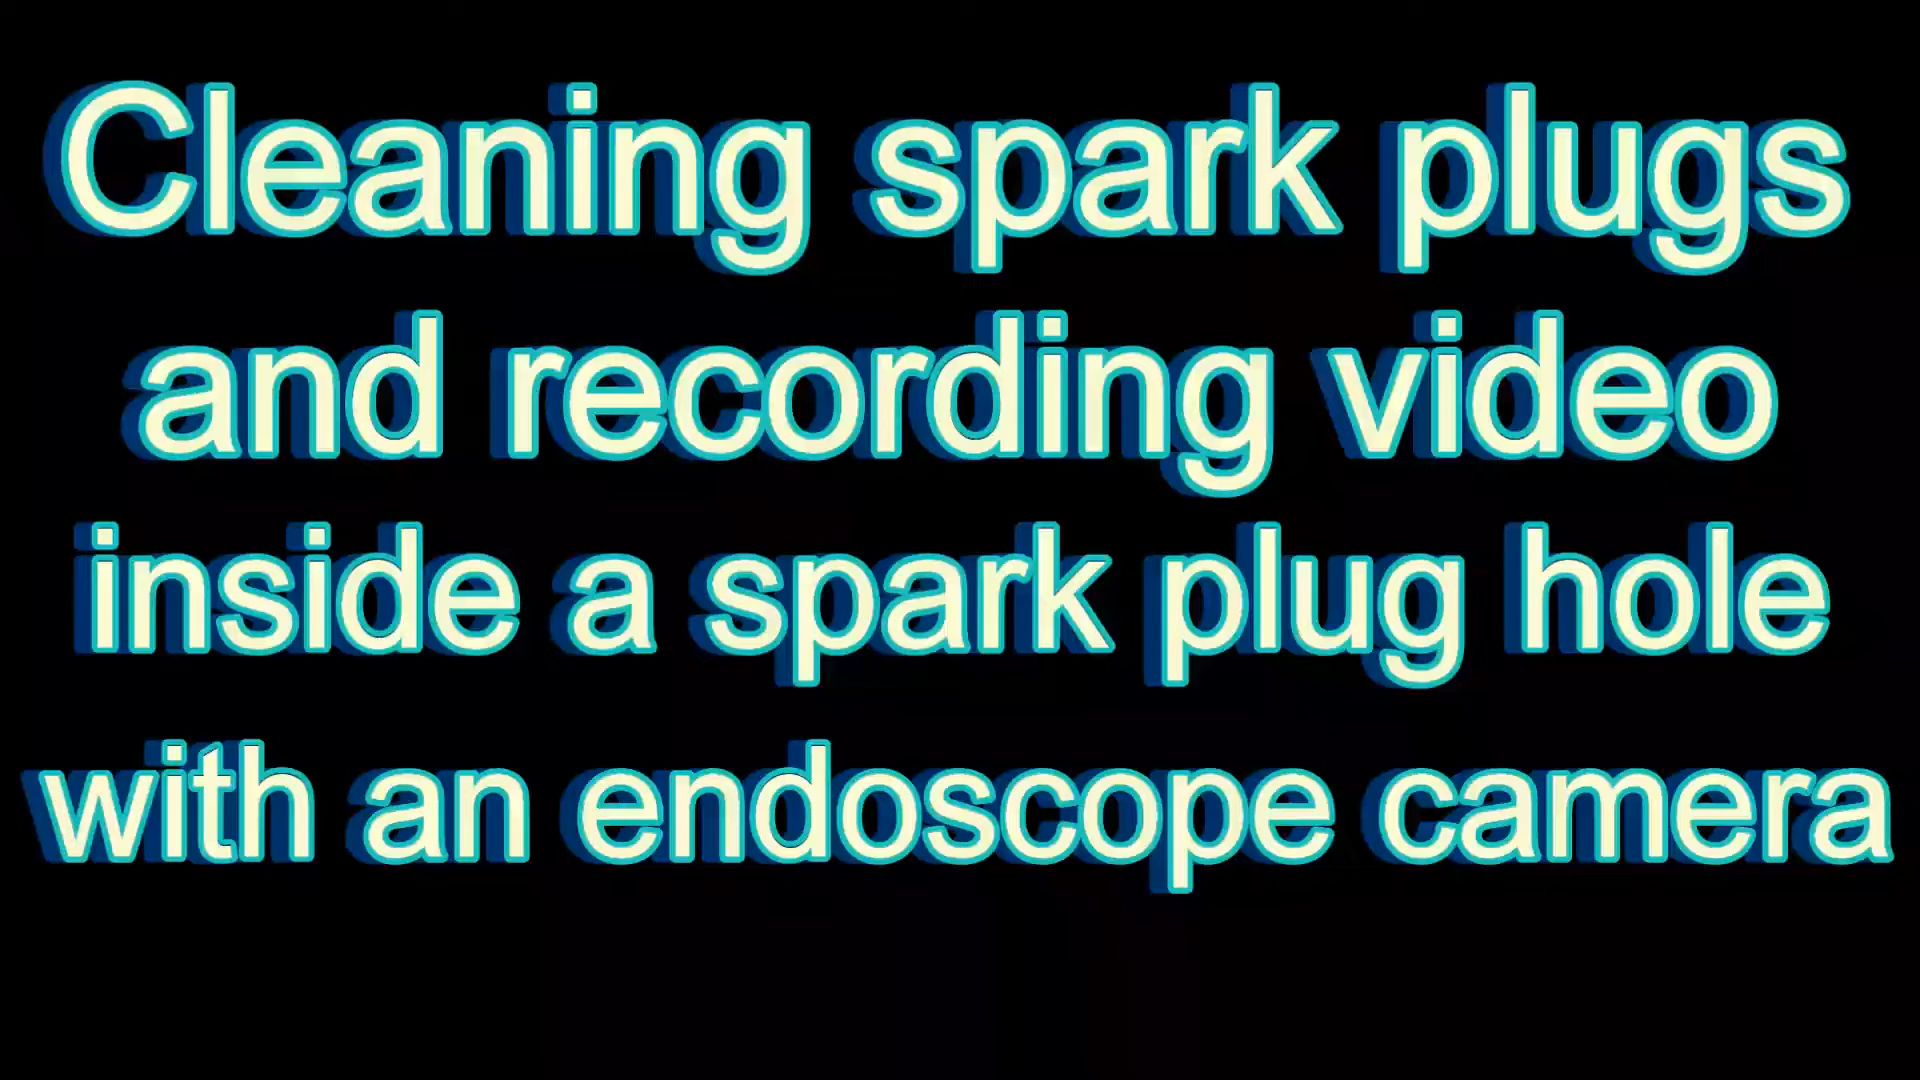 Cleaning spark plugs
and recording video
inside a spark plug hole
with an endoscope camera